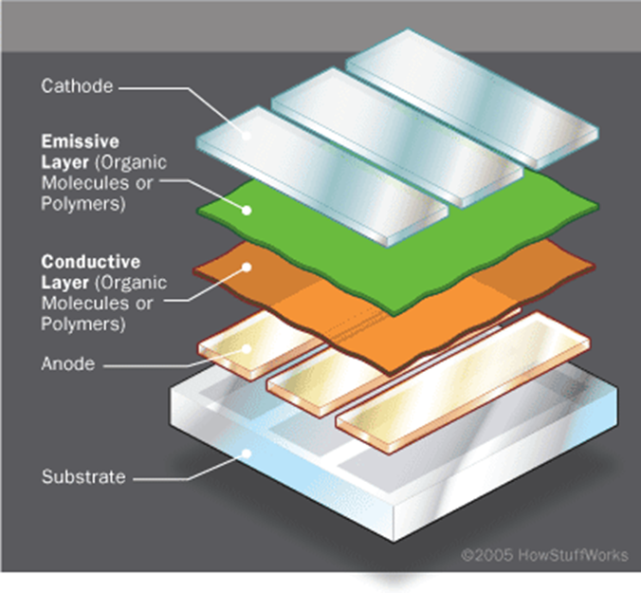 Cathode
Emissive
Layer (Organic
Molecules or
Polymers)
Conductive
Layer (Organic
Molecules or
Polymers)
Anode
Substrate
©2005 HowStuffWorks